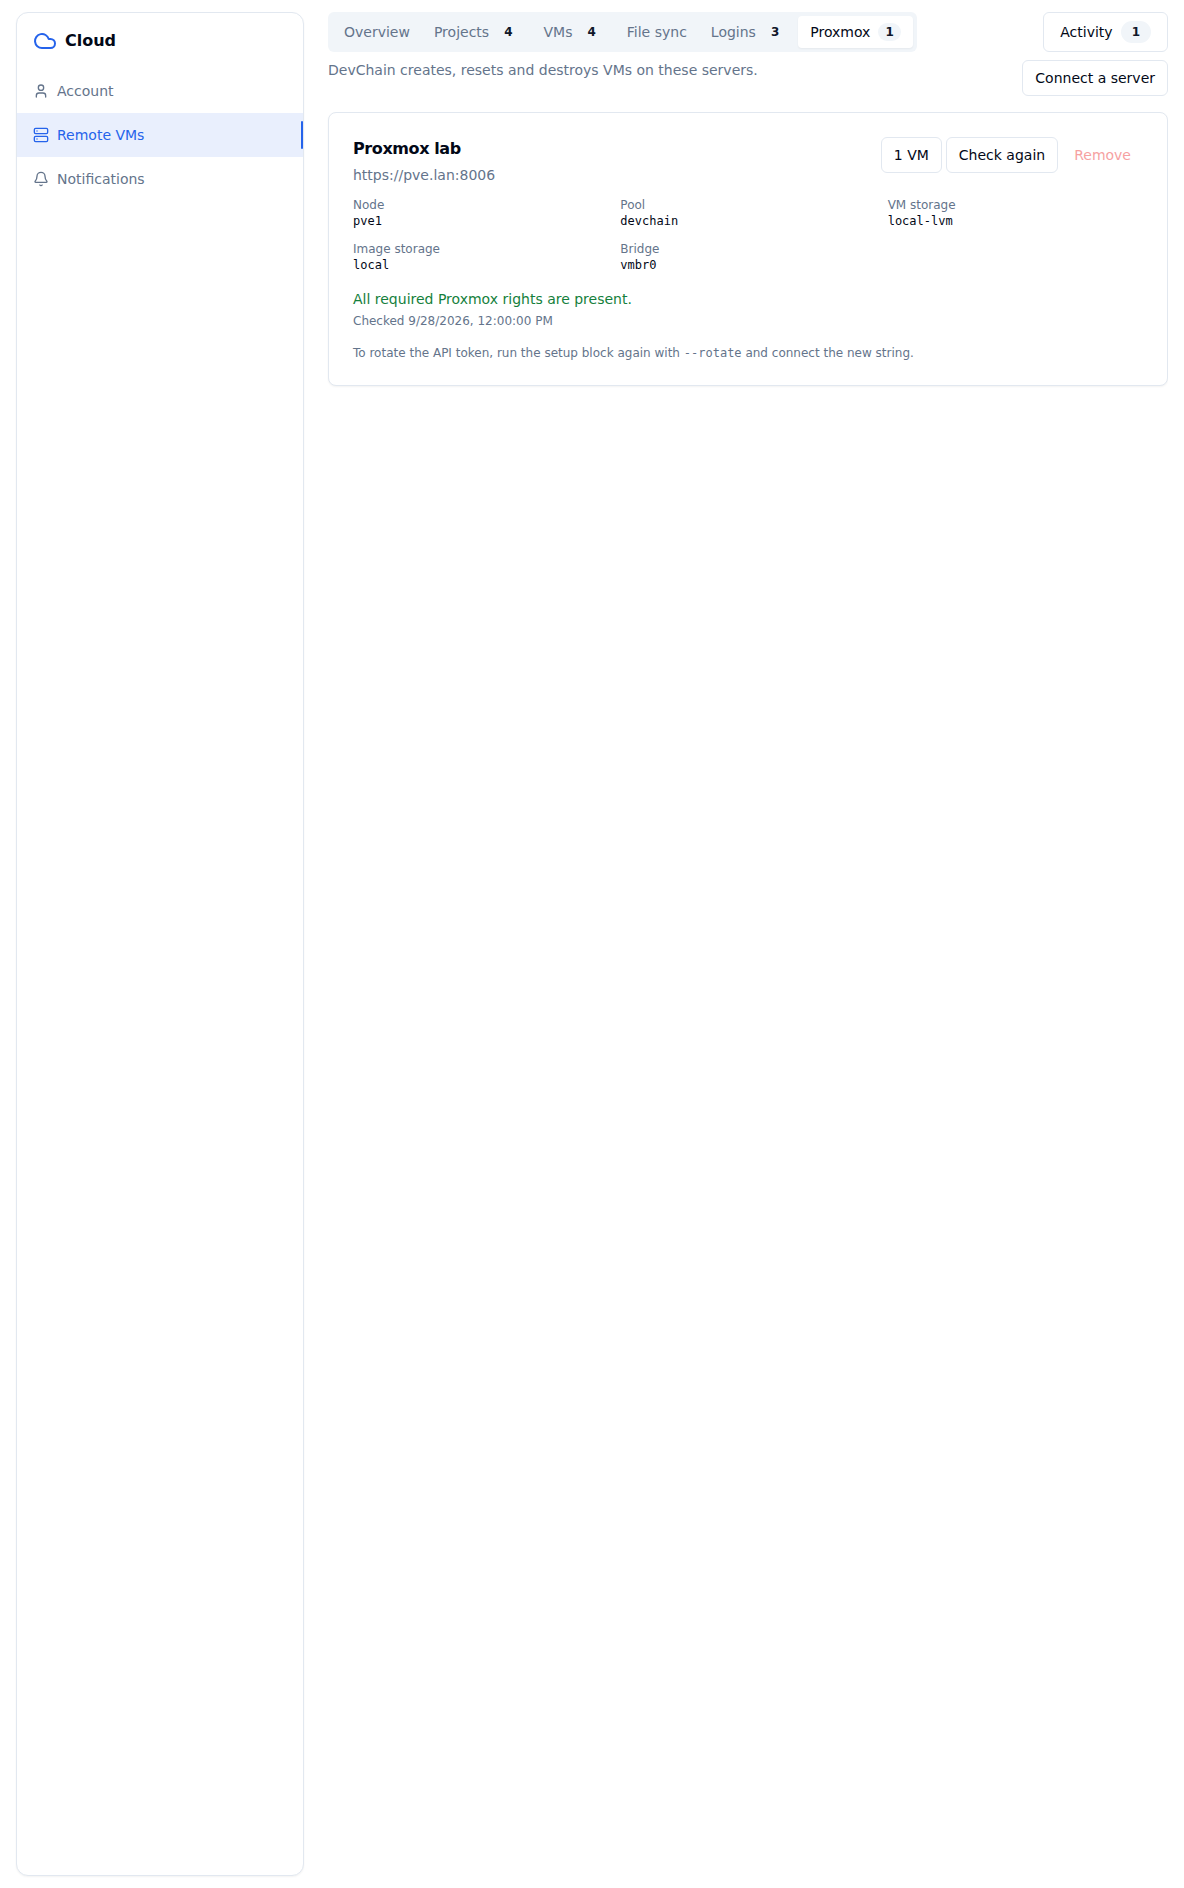 Cloud
Account
Remote VMs
Notifications
Overview Projects 4 VMs 4 File sync Logins 3 Proxmox 1 Activity 1
DevChain creates, resets and destroys VMs on these servers.
Connect a server
Proxmox lab
1 VM Check again Remove
https://pve.lan:8006
Node Pool VM storage
pve1 devchain local-lvm
Image storage Bridge
local vmbr0
All required Proxmox rights are present.
Checked 9/28/2026, 12:00:00 PM
To rotate the API token, run the setup block again with --rotate and connect the new string.